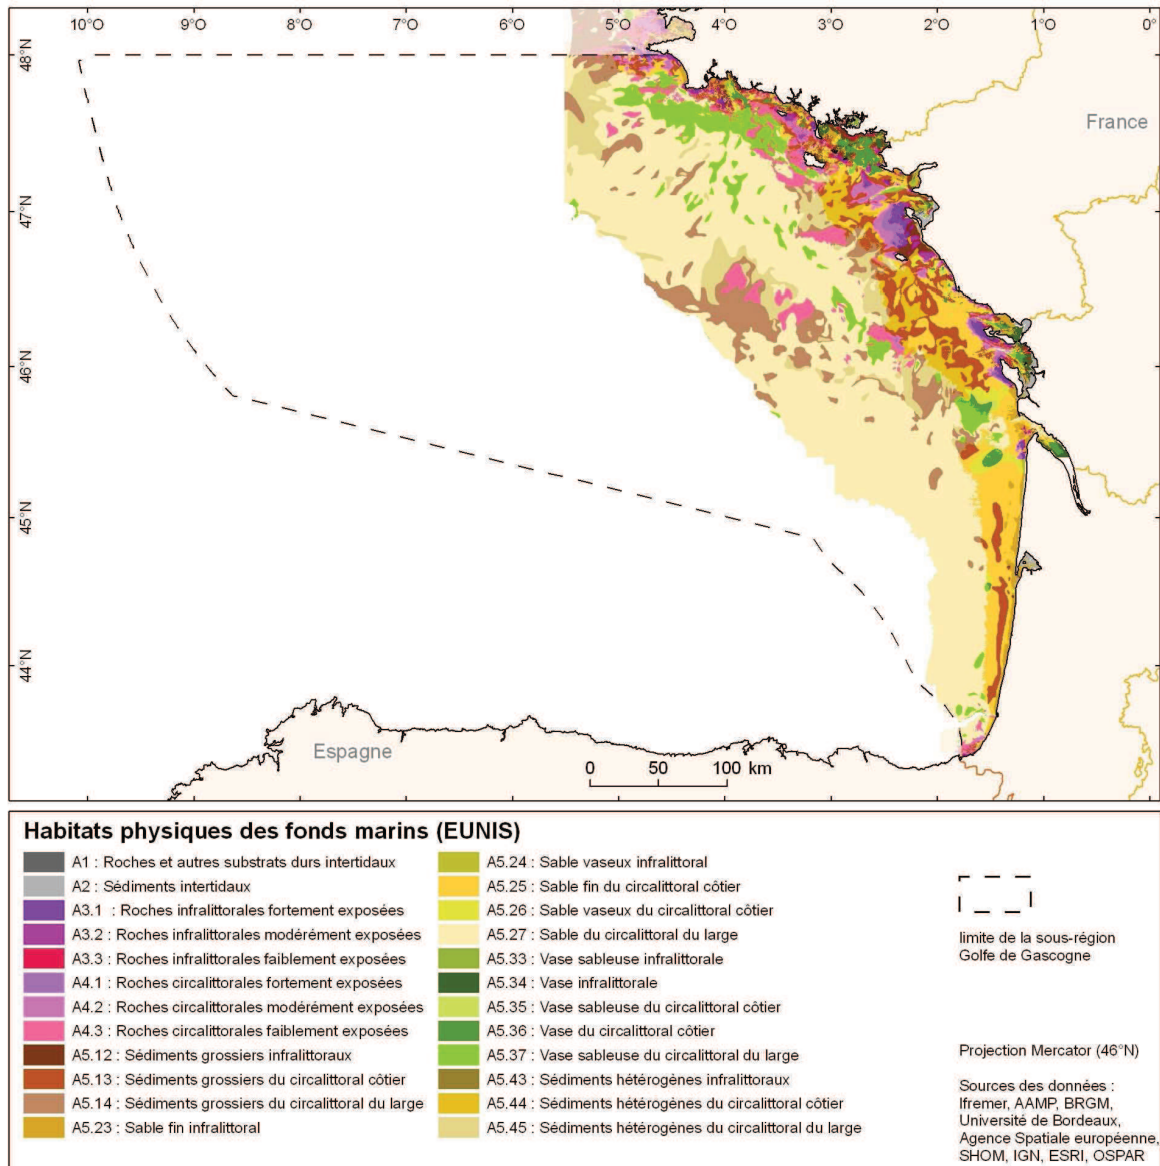 10°O 9°O 8°O 7°O 6°O 5°O 4°O 3°O 2°O 1°O 0°
48°N
France
47°N
46°N
45°N
44°N
Espagne
0 50 100 km
Habitats physiques des fonds marins (EUNIS)
A1 : Roches et autres substrats durs intertidaux
A2 : Sédiments intertidaux
A3.1 : Roches infralittorales fortement exposées
A3.2 : Roches infralittorales modérément exposées
A3.3 : Roches infralittorales faiblement exposées
A4.1 : Roches circalittorales fortement exposées
A4.2 : Roches circalittorales modérément exposées
A4.3 : Roches circalittorales faiblement exposées
A5.12 : Sédiments grossiers infralittoraux
A5.13 : Sédiments grossiers du circalittoral côtier
A5.14 : Sédiments grossiers du circalittoral du large
A5.23 : Sable fin infralittoral
A5.24 : Sable vaseux infralittoral
A5.25 : Sable fin du circalittoral côtier
A5.26 : Sable vaseux du circalittoral côtier
A5.27 : Sable du circalittoral du large
A5.33 : Vase sableuse infralittorale
A5.34 : Vase infralittorale
A5.35 : Vase sableuse du circalittoral côtier
A5.36 : Vase du circalittoral côtier
A5.37 : Vase sableuse du circalittoral du large
A5.43 : Sédiments hétérogènes infralittoraux
A5.44 : Sédiments hétérogènes du circalittoral côtier
A5.45 : Sédiments hétérogènes du circalittoral du large
limite de la sous-région
Golfe de Gascogne
Projection Mercator (46°N)
Sources des données :
Ifremer, AAMP, BRGM,
Université de Bordeaux,
Agence Spatiale européenne,
SHOM, IGN, ESRI, OSPAR